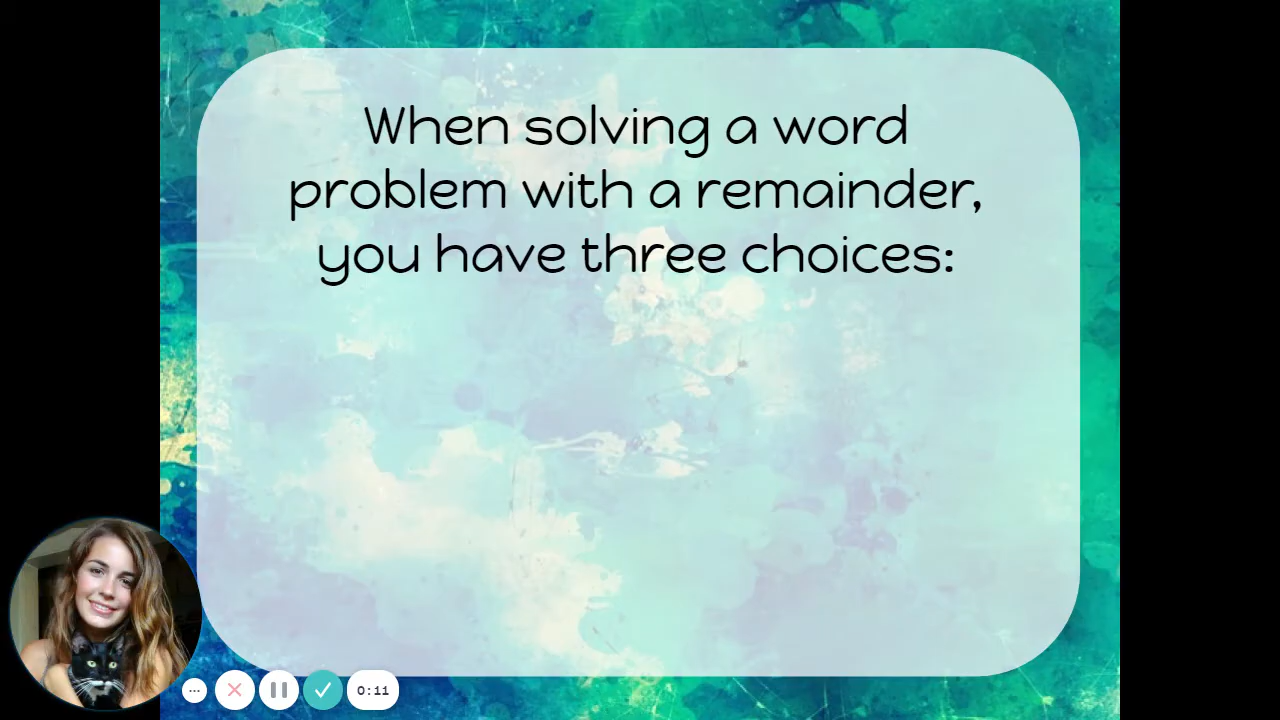 When solving a word
problem with a remainder,
you have three choices:
0:11